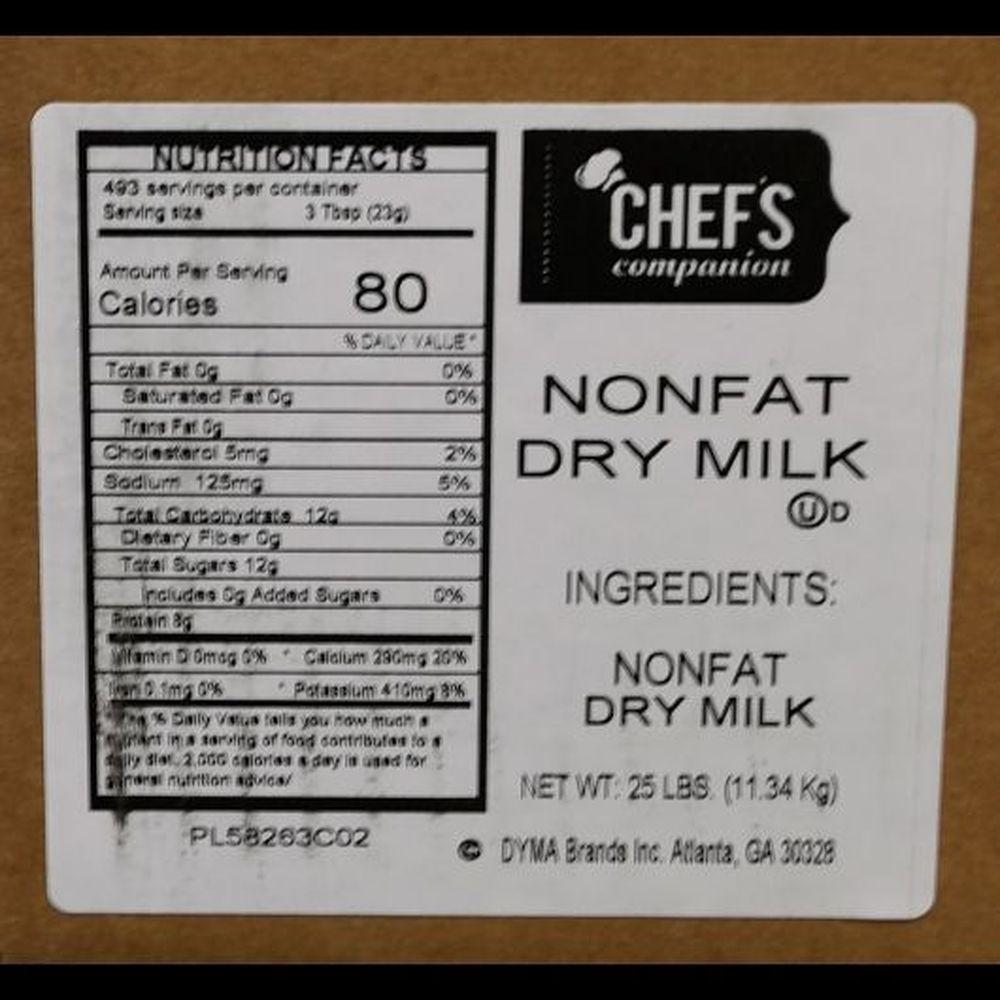 NUTRITION FACTS
493 servings per container
Serving size 3 Tbsp (23g)
Amount Per Serving
Calories 80
% DAILY VALUE*
Total Fat 0g 0%
Saturated Fat 0g 0%
Trans Fat 0g
Cholesterol 5mg 2%
Sodium 125mg 5%
Total Carbohydrate 12g 4%
Dietary Fiber 0g 0%
Total Sugars 12g
Includes 0g Added Sugars 0%
Protein 8g
Vitamin D 0mcg 0% * Calcium 290mg 20%
Iron 0.1mg 0% * Potassium 410mg 8%
*The % Daily Value tells you how much a
nutrient in a serving of food contributes to a
daily diet. 2,000 calories a day is used for
general nutrition advice/
PL58263C02
CHEF'S
companion
NONFAT
DRY MILK
Ⓤ D
INGREDIENTS:
NONFAT
DRY MILK
NET WT: 25 LBS. (11.34 Kg)
© DYMA Brands Inc. Atlanta, GA 30328